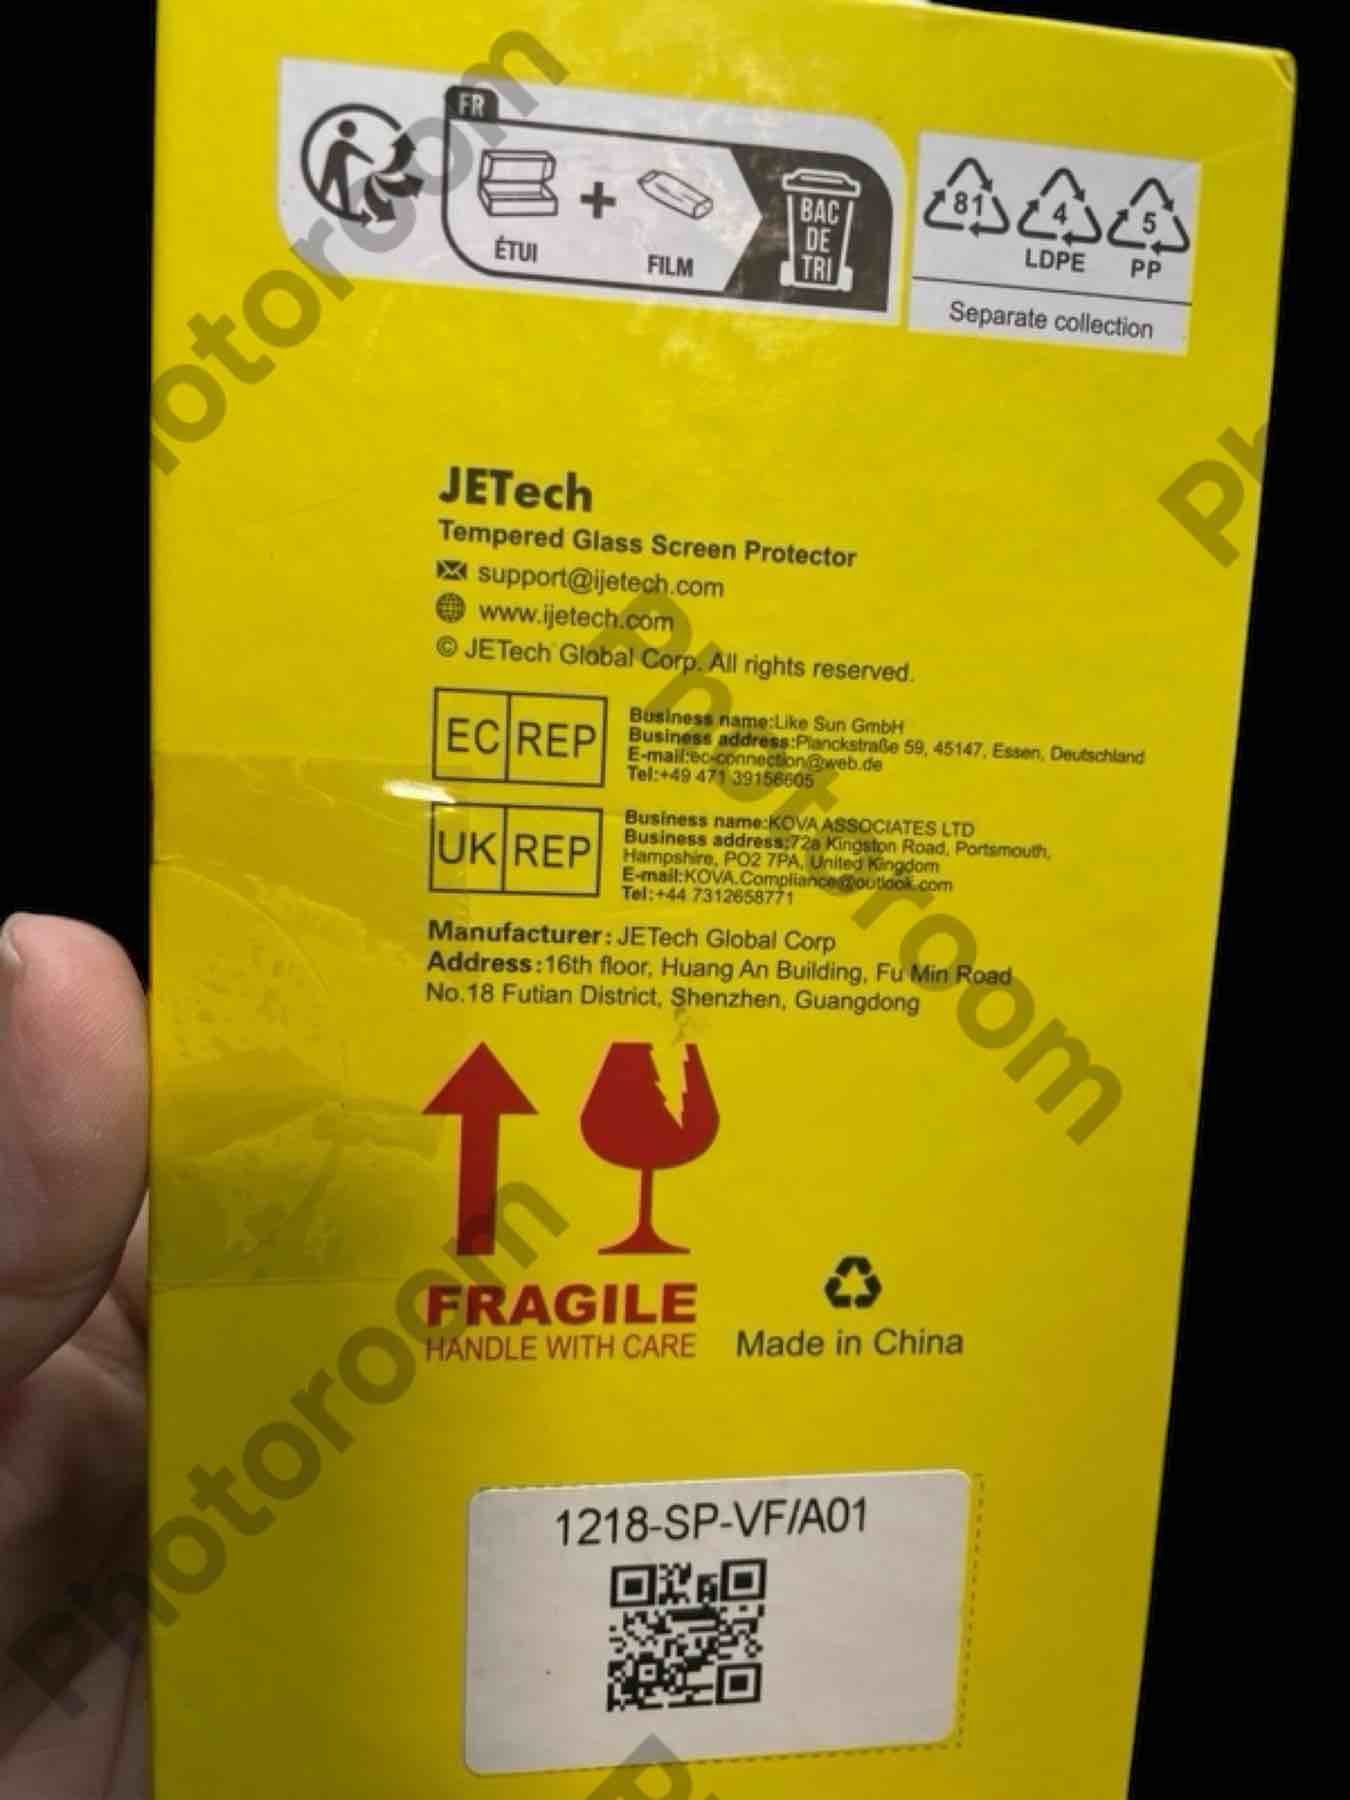 FR
ÉTUI
+
FILM
BAC
DE
TRI
81
4
5
LDPE
PP
Separate collection
JETech
Tempered Glass Screen Protector
support@ijetech.com
www.ijetech.com
© JETech Global Corp. All rights reserved.
EC REP
Business name:Like Sun GmbH
Business address:Planckstraße 59, 45147, Essen, Deutschland
E-mail:ec-connection@web.de
Tel:+49 471 39156605
UK REP
Business name:KOVA ASSOCIATES LTD
Business address:72a Kingston Road, Portsmouth,
Hampshire, PO2 7PA, United Kingdom
E-mail:KOVA.Compliance@outlook.com
Tel:+44 7312658771
Manufacturer: JETech Global Corp
Address:16th floor, Huang An Building, Fu Min Road
No.18 Futian District, Shenzhen, Guangdong
FRAGILE
HANDLE WITH CARE
Made in China
1218-SP-VF/A01
Photoroom
Photoroom
Photoroom
Ph
P